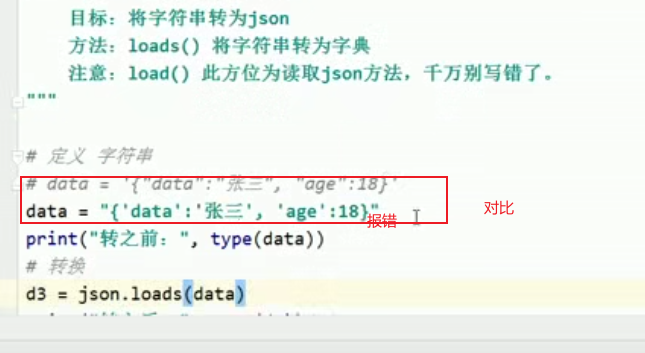 目标：将字符串转为json
方法：loads() 将字符串转为字典
注意：load() 此方位为读取json方法，千万别写错了。
"""
# 定义 字符串
# data = '{"data":"张三", "age":18}'
data = "{'data':'张三', 'age':18}"
报错
对比
print("转之前：", type(data))
# 转换
d3 = json.loads(data)